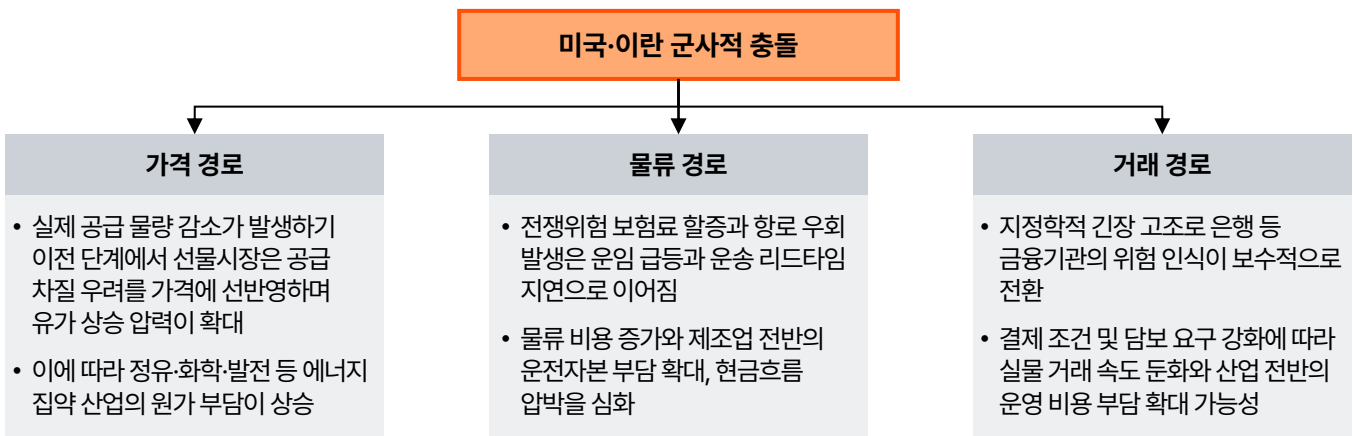 미국·이란 군사적 충돌
가격 경로
• 실제 공급 물량 감소가 발생하기
이전 단계에서 선물시장은 공급
차질 우려를 가격에 선반영하며
유가 상승 압력이 확대
• 이에 따라 정유·화학·발전 등 에너지
집약 산업의 원가 부담이 상승
물류 경로
• 전쟁위험 보험료 할증과 항로 우회
발생은 운임 급등과 운송 리드타임
지연으로 이어짐
• 물류 비용 증가와 제조업 전반의
운전자본 부담 확대, 현금흐름
압박을 심화
거래 경로
• 지정학적 긴장 고조로 은행 등
금융기관의 위험 인식이 보수적으로
전환
• 결제 조건 및 담보 요구 강화에 따라
실물 거래 속도 둔화와 산업 전반의
운영 비용 부담 확대 가능성